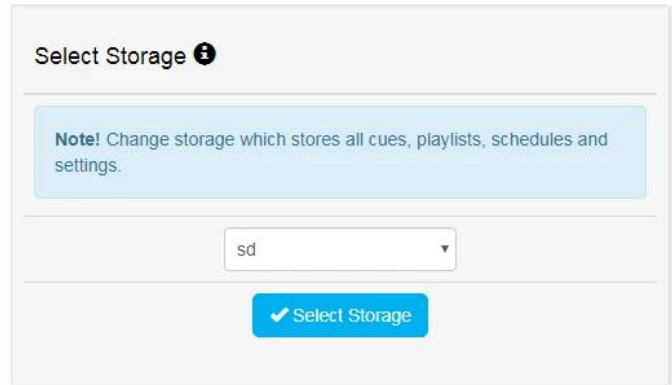 Select Storage
Note! Change storage which stores all cues, playlists, schedules and
settings.
sd
Select Storage